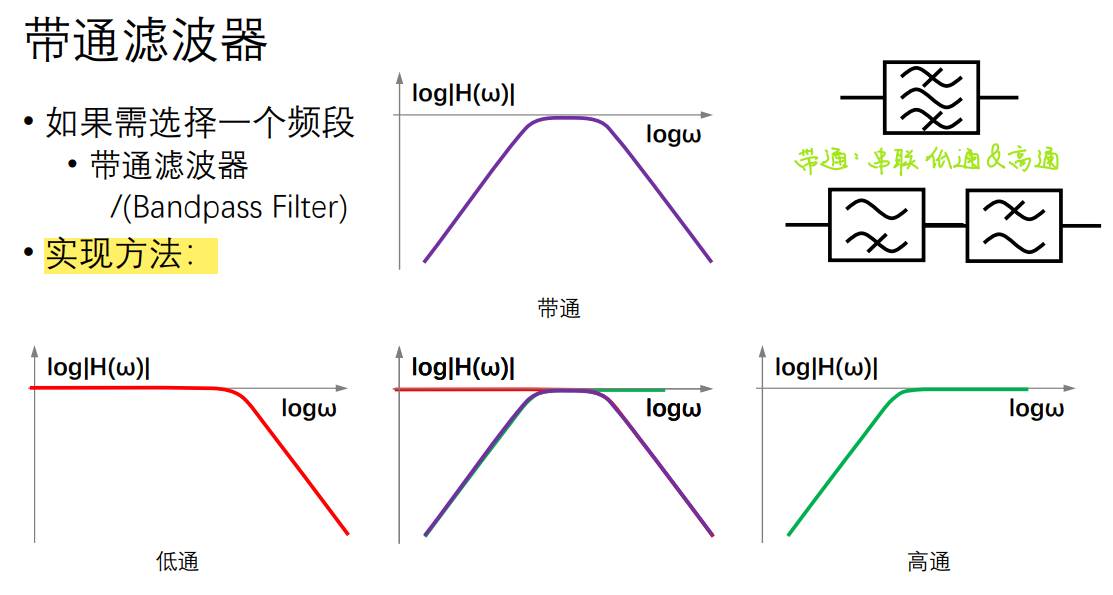 带通滤波器
• 如果需选择一个频段
• 带通滤波器
/(Bandpass Filter)
• 实现方法：
log|H(ω)|
logω
带通
带通：串联低通&高通
log|H(ω)|
logω
低通
log|H(ω)|
logω
log|H(ω)|
logω
高通